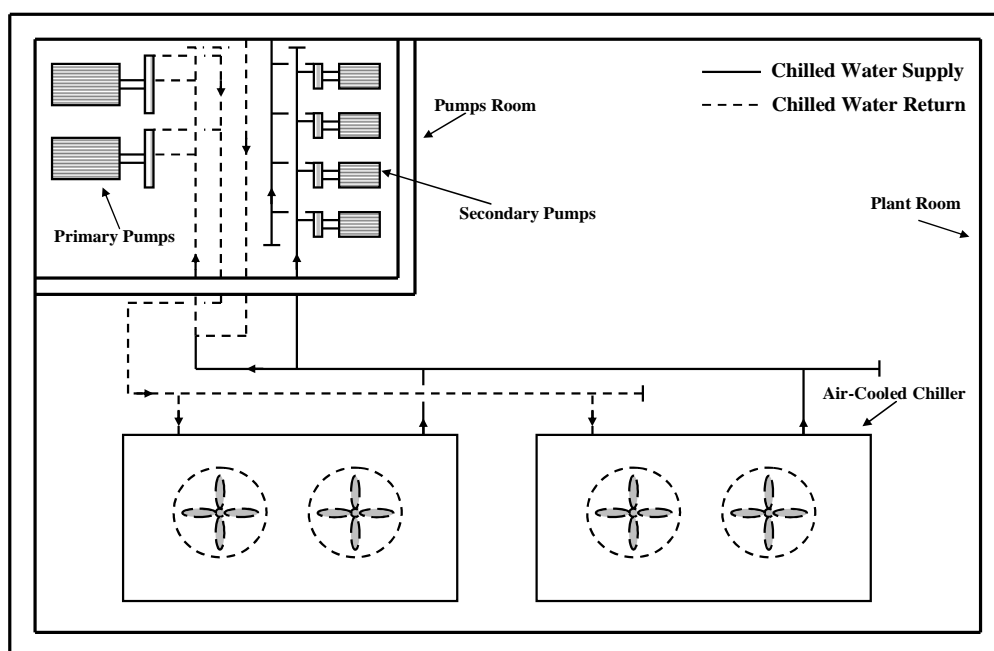 Chilled Water Supply
Chilled Water Return
Pumps Room
Secondary Pumps
Plant Room
Primary Pumps
Air-Cooled Chiller